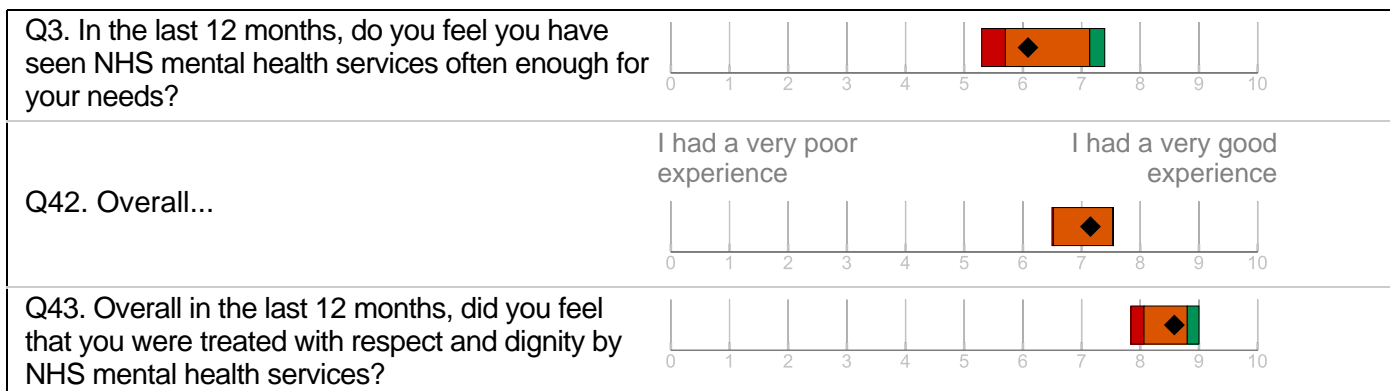 Q3. In the last 12 months, do you feel you have
seen NHS mental health services often enough for
your needs?
0 1 2 3 4 5 6 7 8 9 10
I had a very poor
experience
I had a very good
experience
Q42. Overall...
0 1 2 3 4 5 6 7 8 9 10
Q43. Overall in the last 12 months, did you feel
that you were treated with respect and dignity by
NHS mental health services?
0 1 2 3 4 5 6 7 8 9 10